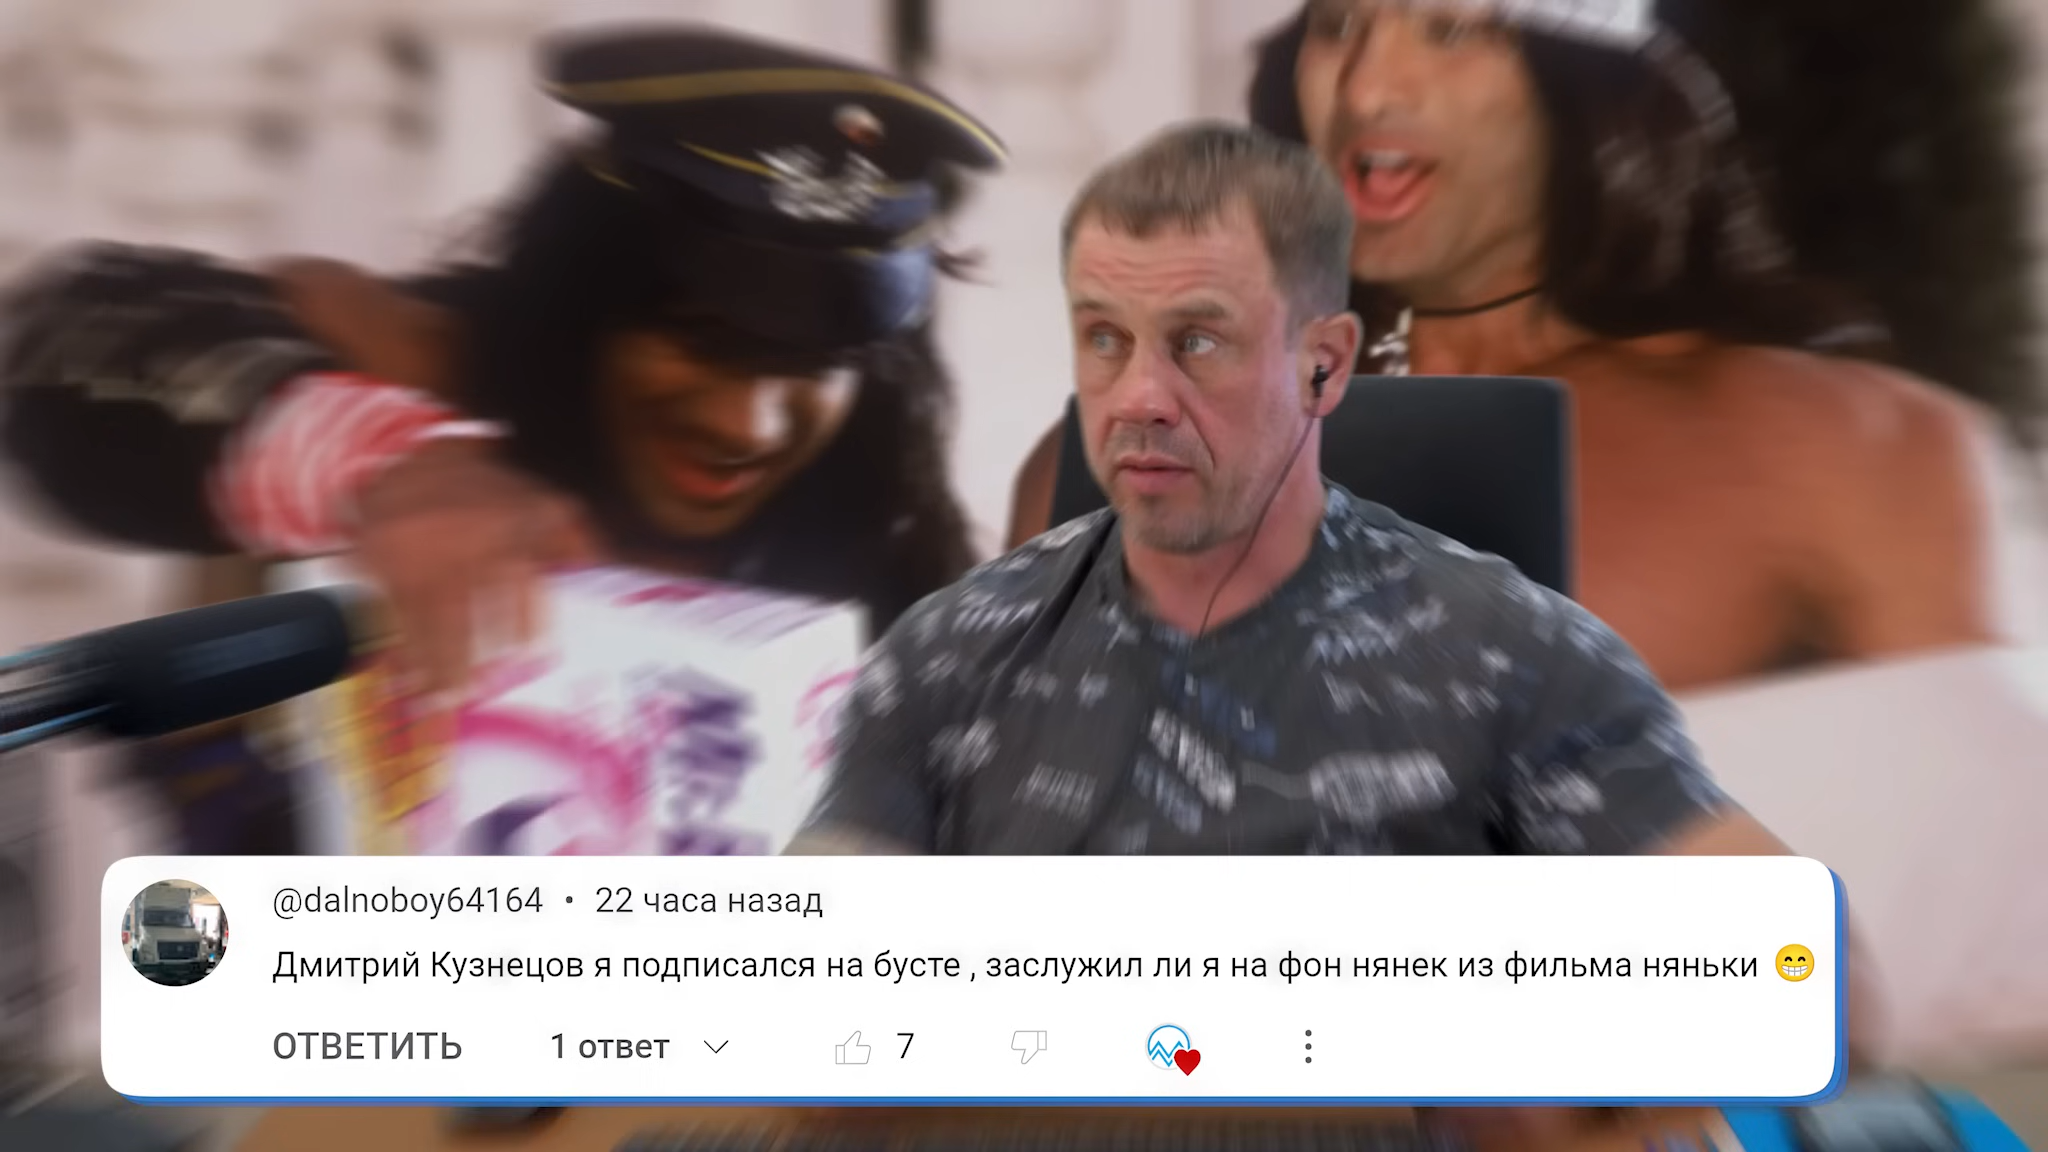 @dalnoboy64164 • 22 часа назад
Дмитрий Кузнецов я подписался на бусте , заслужил ли я на фон нянек из фильма няньки 😁
ОТВЕТИТЬ 1 ответ 7